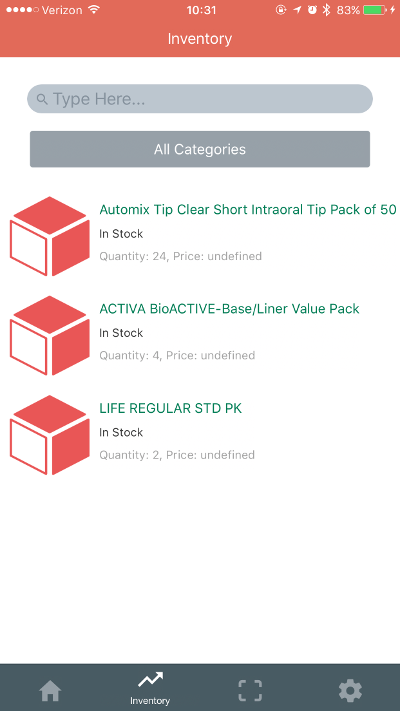 Verizon 10:31 83%
Inventory
Type Here...
All Categories
Automix Tip Clear Short Intraoral Tip Pack of 50
In Stock
Quantity: 24, Price: undefined
ACTIVA BioACTIVE-Base/Liner Value Pack
In Stock
Quantity: 4, Price: undefined
LIFE REGULAR STD PK
In Stock
Quantity: 2, Price: undefined
Inventory